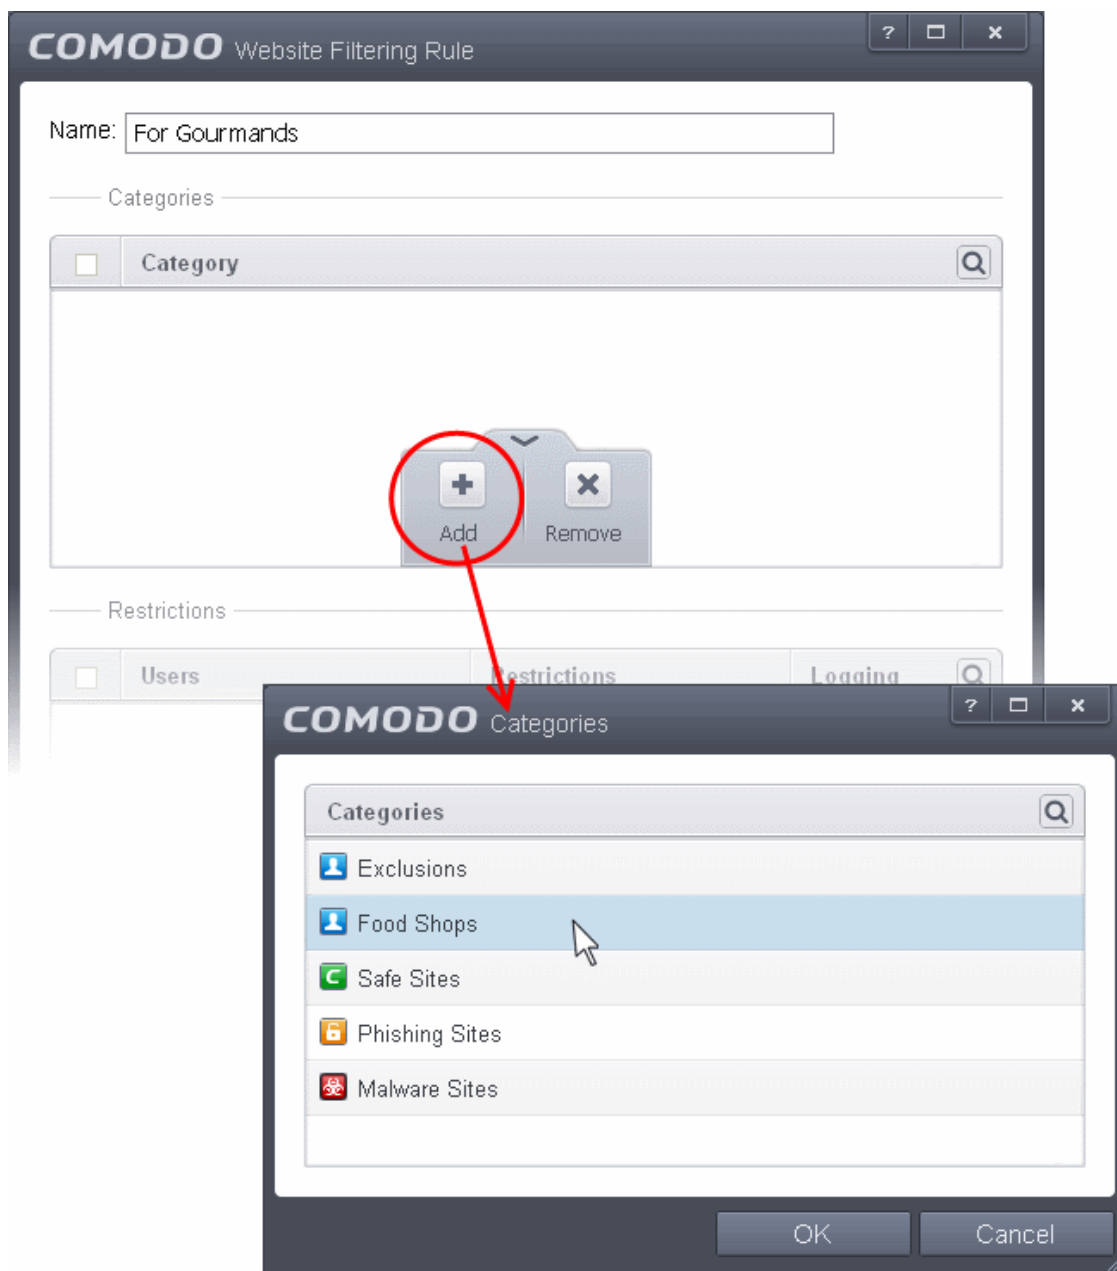 COMODO Website Filtering Rule
Name: For Gourmands
Categories
Category
Add Remove
Restrictions
Users Restrictions Logging
COMODO Categories
Categories
Exclusions
Food Shops
Safe Sites
Phishing Sites
Malware Sites
OK Cancel